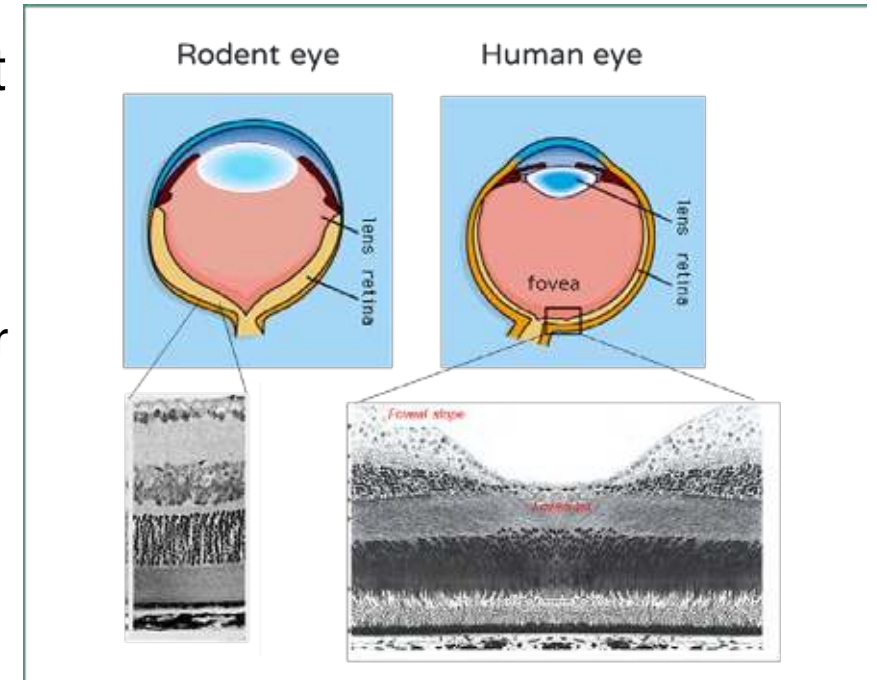 t
r
Rodent eye
Human eye
lens
retina
lens
retina
fovea
Foveal slope